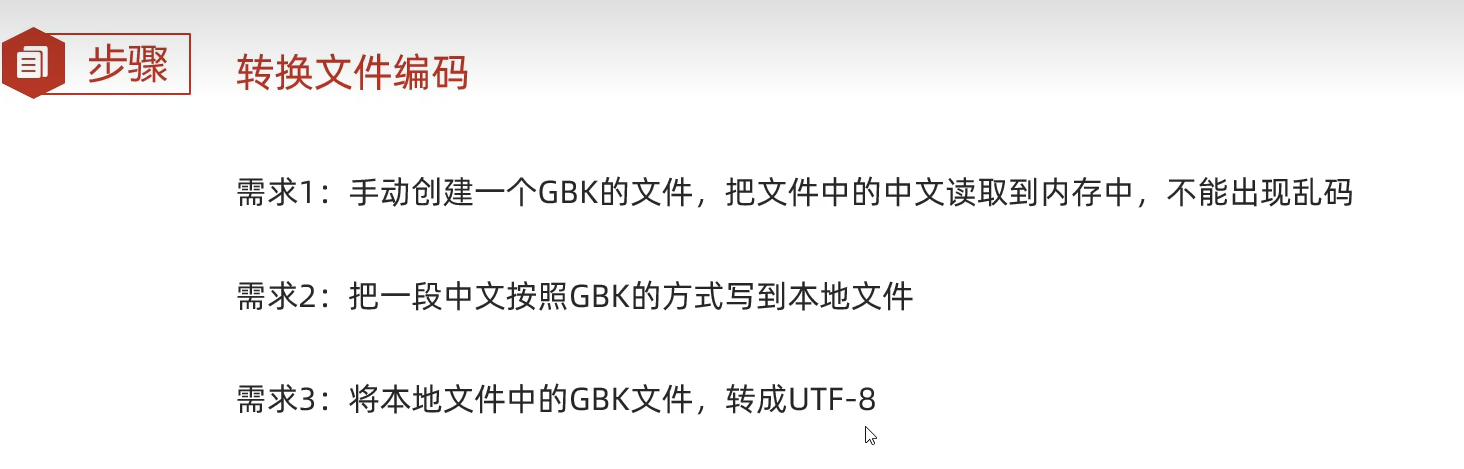 步骤
转换文件编码
需求1：手动创建一个GBK的文件，把文件中的中文读取到内存中，不能出现乱码
需求2：把一段中文按照GBK的方式写到本地文件
需求3：将本地文件中的GBK文件，转成UTF-8